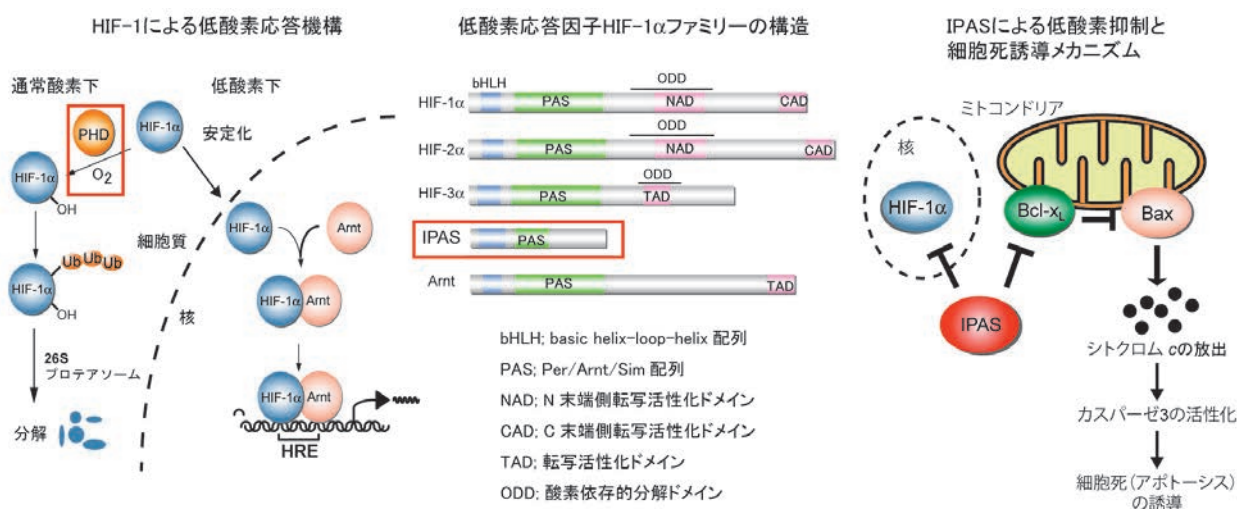 HIF-1による低酸素応答機構
通常酸素下
低酸素下
PHD
HIF-1α
安定化
O2
HIF-1α
OH
細胞質
HIF-1α
Arnt
Ub Ub Ub
HIF-1α
OH
核
HIF-1α Arnt
26S
プロテアソーム
HIF-1α Arnt
分解
HRE
低酸素応答因子HIF-1αファミリーの構造
bHLH
ODD
HIF-1α
PAS
NAD
CAD
ODD
HIF-2α
PAS
NAD
CAD
ODD
HIF-3α
PAS
TAD
IPAS
PAS
Arnt
PAS
TAD
bHLH; basic helix-loop-helix 配列
PAS; Per/Arnt/Sim 配列
NAD; N 末端側転写活性化ドメイン
CAD; C 末端側転写活性化ドメイン
TAD; 転写活性化ドメイン
ODD; 酸素依存的分解ドメイン
IPASによる低酸素抑制と
細胞死誘導メカニズム
ミトコンドリア
核
HIF-1α
Bcl-xL
Bax
IPAS
シトクロム cの放出
カスパーゼ3の活性化
細胞死(アポトーシス)
の誘導